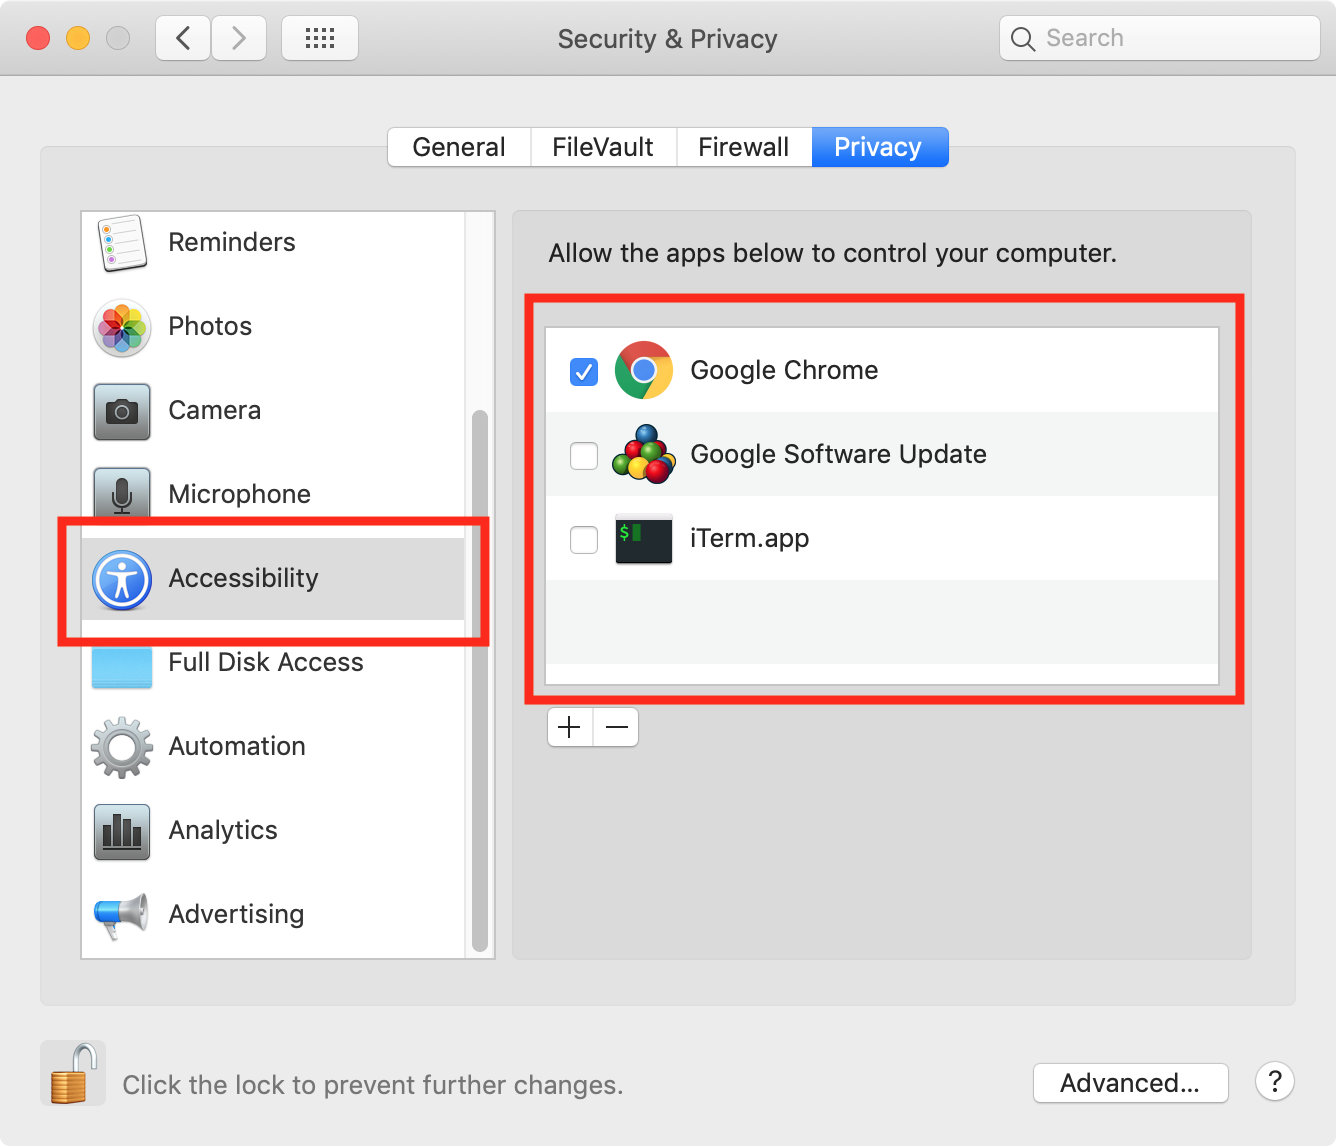 Security & Privacy
Search
General
FileVault
Firewall
Privacy
Reminders
Photos
Camera
Microphone
Accessibility
Full Disk Access
Automation
Analytics
Advertising
Allow the apps below to control your computer.
Google Chrome
Google Software Update
$
iTerm.app
Click the lock to prevent further changes.
Advanced...
?